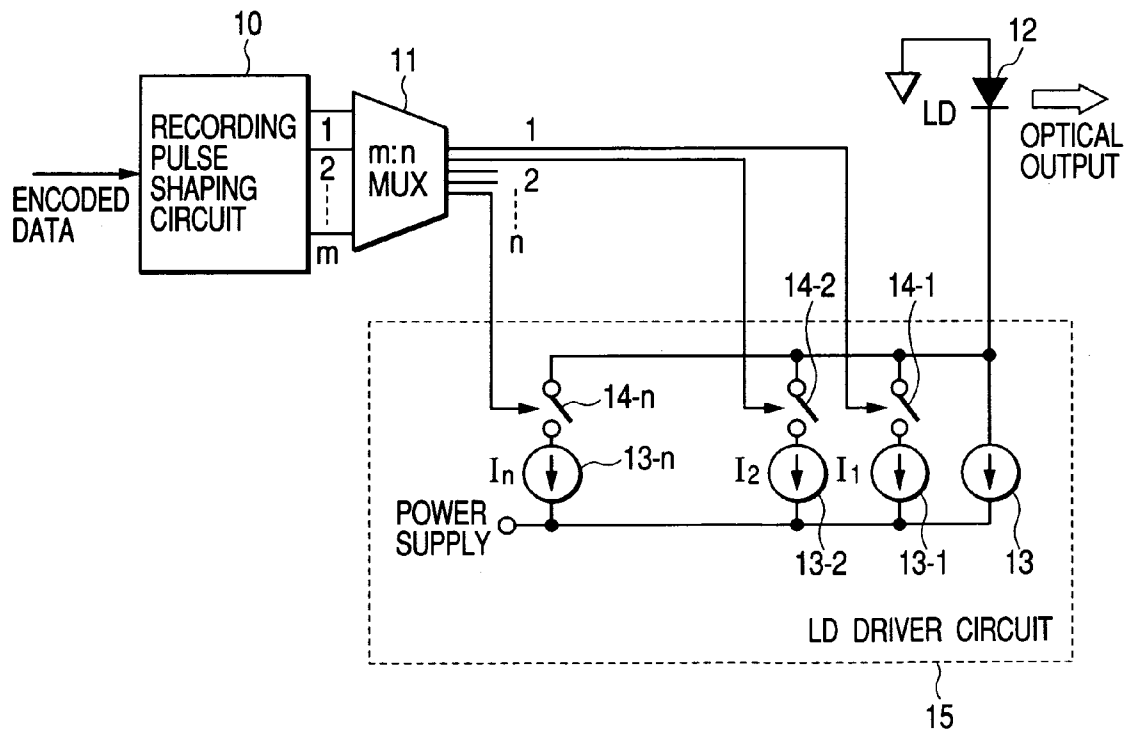 10
11
12
RECORDING
PULSE
SHAPING
CIRCUIT
1
2
m
m:n
MUX
1
2
n
LD
OPTICAL
OUTPUT
ENCODED
DATA
14-2
14-1
14-n
13-n
In
I2
I1
POWER
SUPPLY
13-2
13-1
13
LD DRIVER CIRCUIT
15